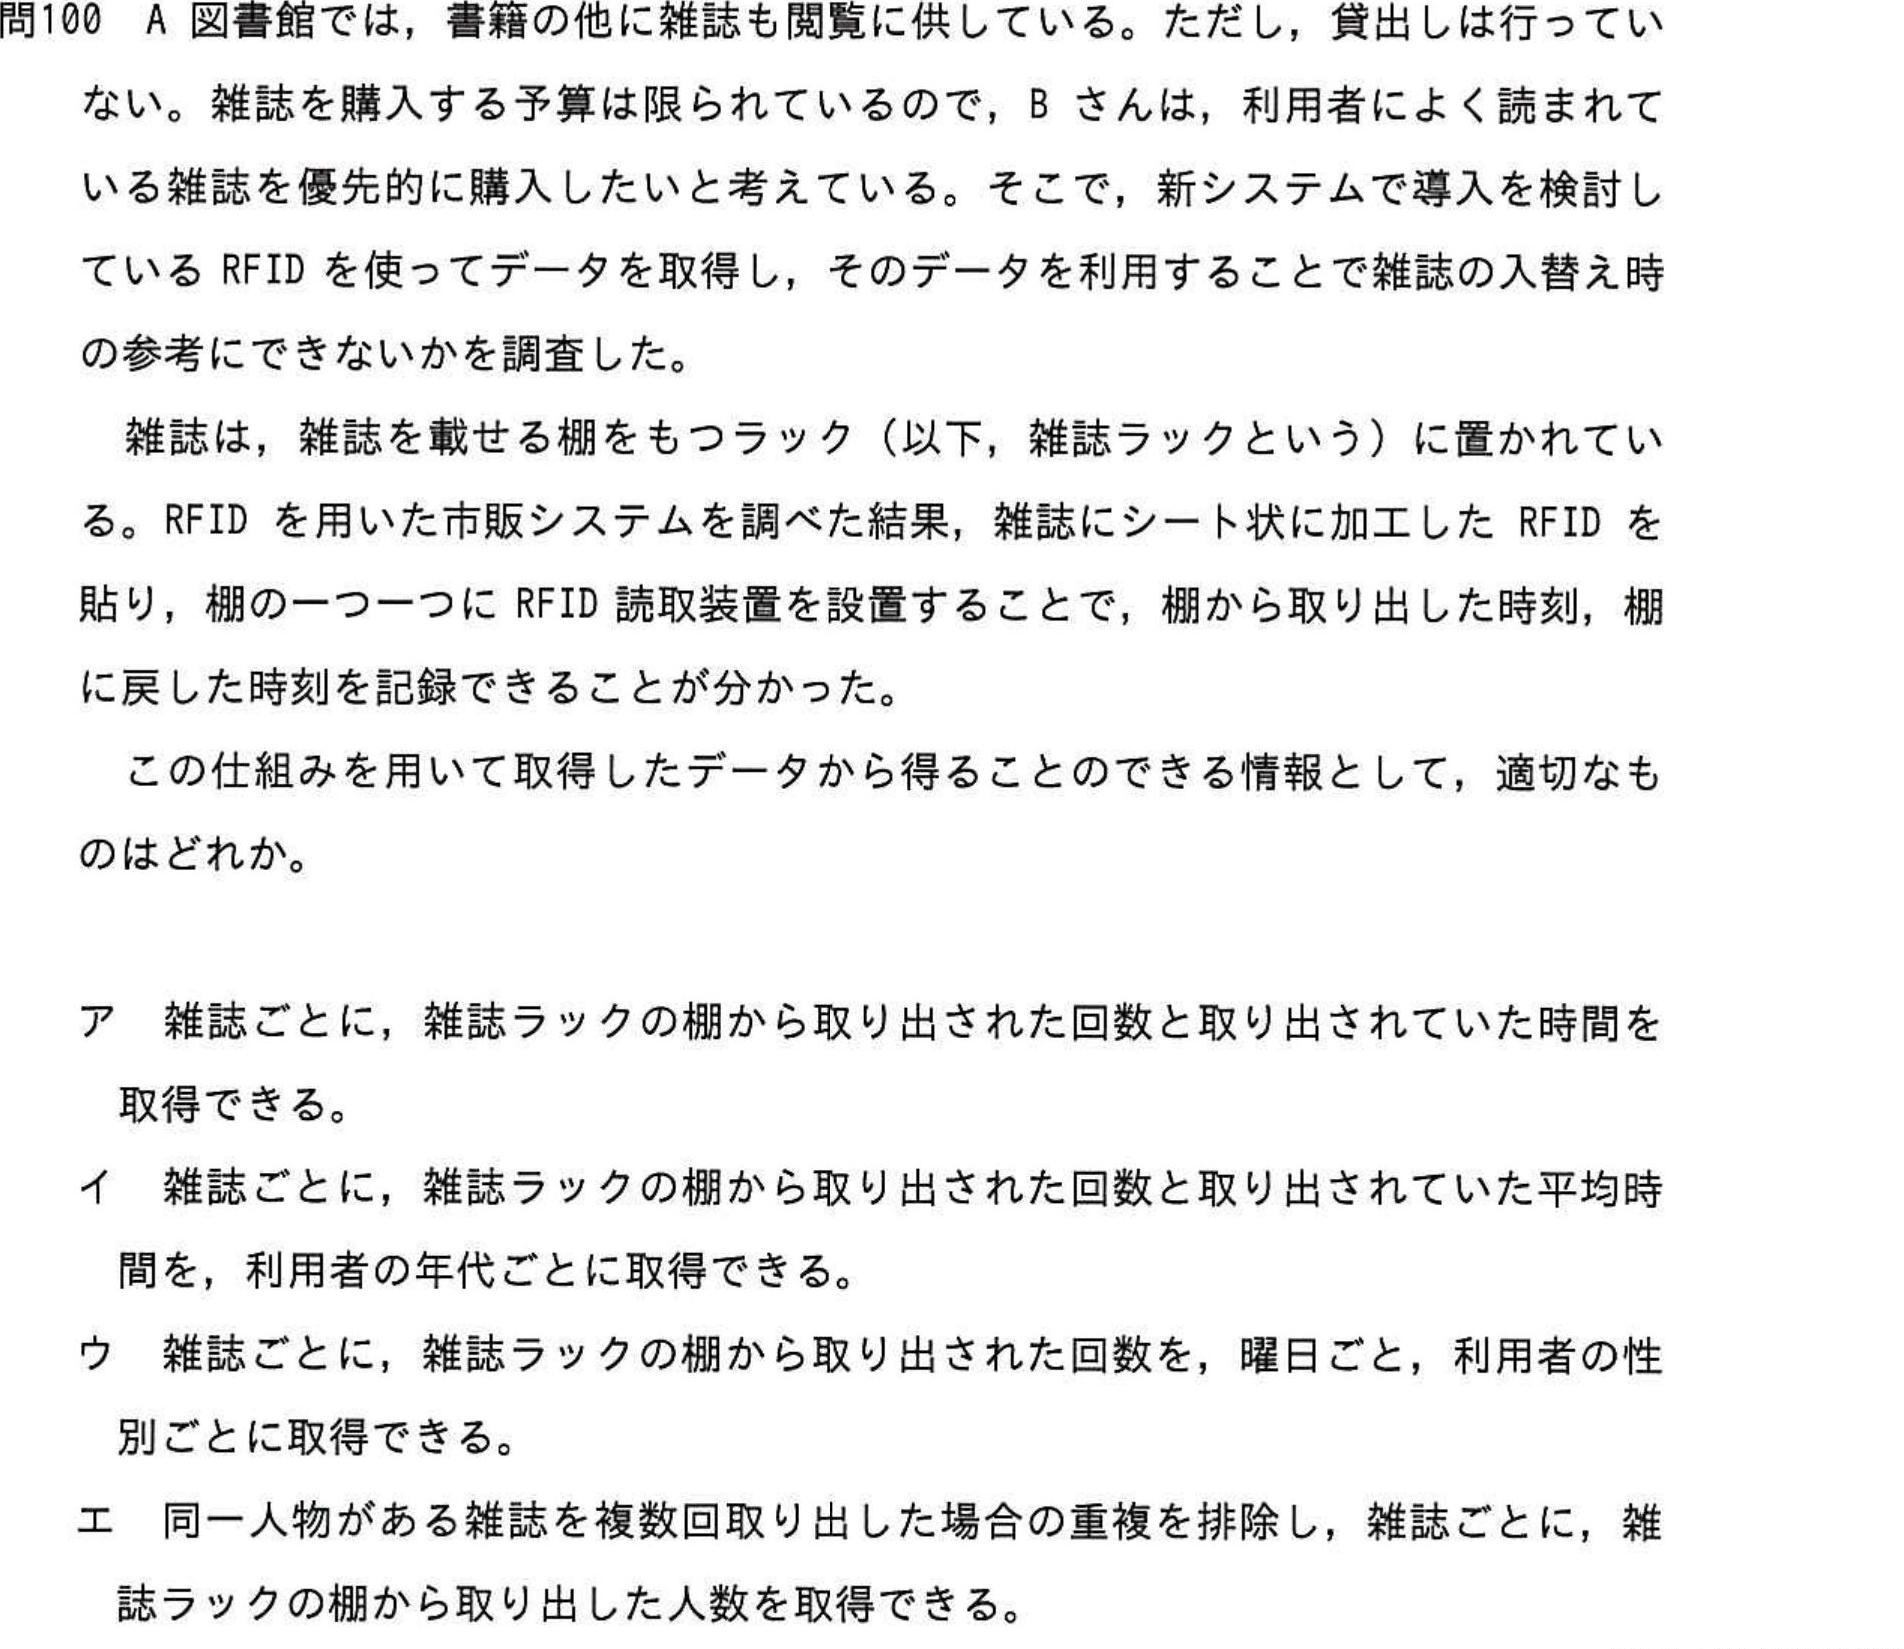 問100 A 図書館では，書籍の他に雑誌も閲覧に供している。ただし，貸出しは行ってい
ない。雑誌を購入する予算は限られているので，B さんは，利用者によく読まれて
いる雑誌を優先的に購入したいと考えている。そこで，新システムで導入を検討し
ている RFID を使ってデータを取得し，そのデータを利用することで雑誌の入替え時
の参考にできないかを調査した。
雑誌は，雑誌を載せる棚をもつラック（以下，雑誌ラックという）に置かれてい
る。RFID を用いた市販システムを調べた結果，雑誌にシート状に加工した RFID を
貼り，棚の一つ一つに RFID 読取装置を設置することで，棚から取り出した時刻，棚
に戻した時刻を記録できることが分かった。
この仕組みを用いて取得したデータから得ることのできる情報として，適切なも
のはどれか。
ア 雑誌ごとに，雑誌ラックの棚から取り出された回数と取り出されていた時間を
取得できる。
イ 雑誌ごとに，雑誌ラックの棚から取り出された回数と取り出されていた平均時
間を，利用者の年代ごとに取得できる。
ウ 雑誌ごとに，雑誌ラックの棚から取り出された回数を，曜日ごと，利用者の性
別ごとに取得できる。
エ 同一人物がある雑誌を複数回取り出した場合の重複を排除し，雑誌ごとに，雑
誌ラックの棚から取り出した人数を取得できる。